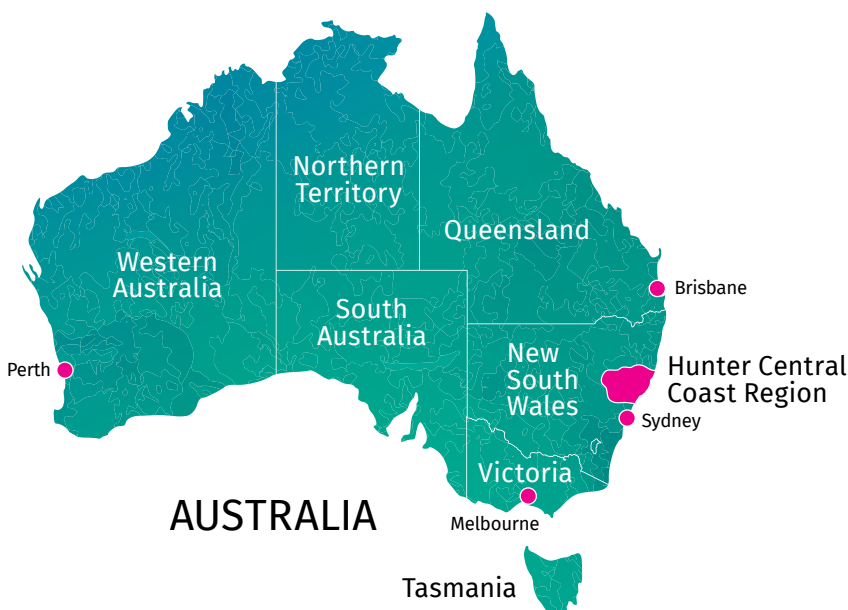 Northern
Territory
Queensland
Western
Australia
Brisbane
South
Australia
New
South
Wales
Hunter Central
Coast Region
Perth
Sydney
Victoria
AUSTRALIA
Melbourne
Tasmania